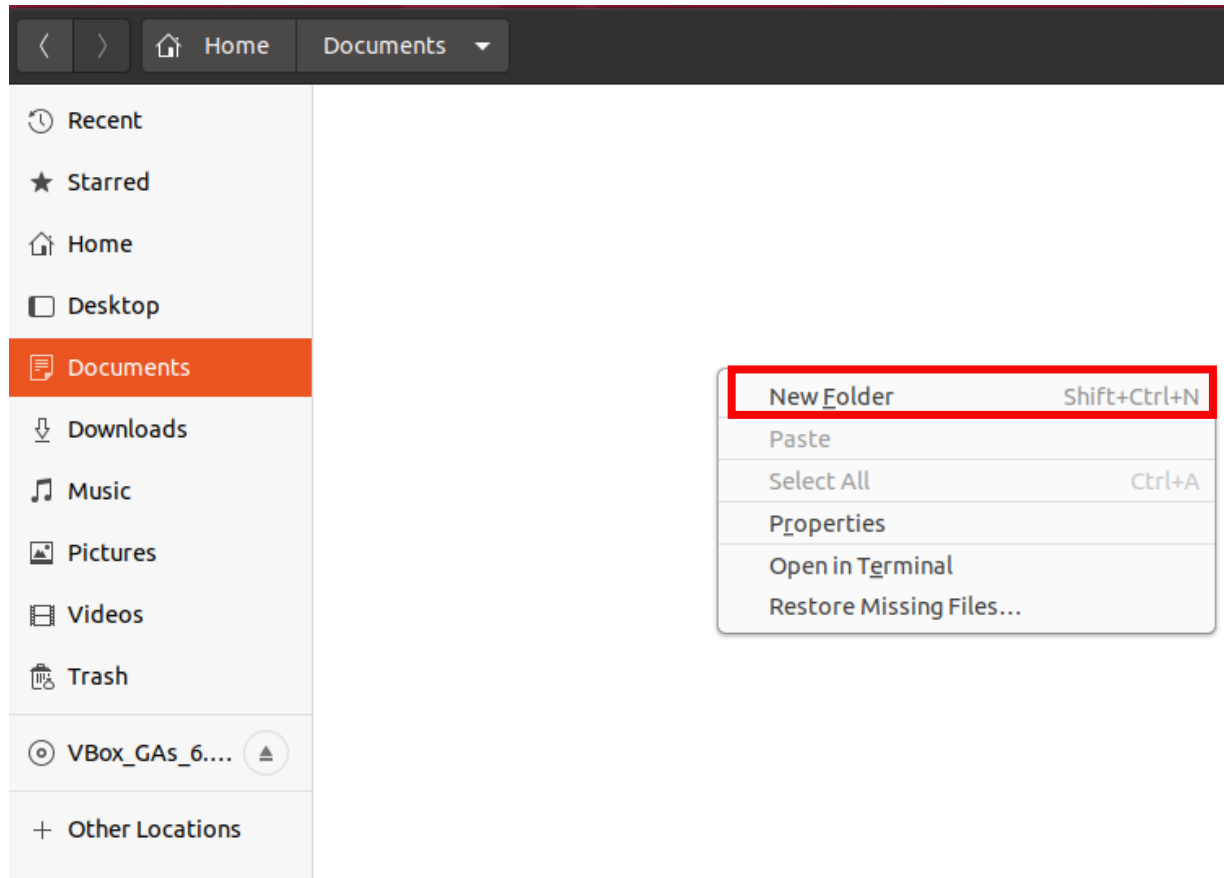 Home Documents
Recent
Starred
Home
Desktop
Documents
Downloads
Music
Pictures
Videos
Trash
VBox_GAs_6....
Other Locations
New Folder Shift+Ctrl+N
Paste
Select All Ctrl+A
Properties
Open in Terminal
Restore Missing Files...